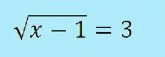 √(x − 1) = 3